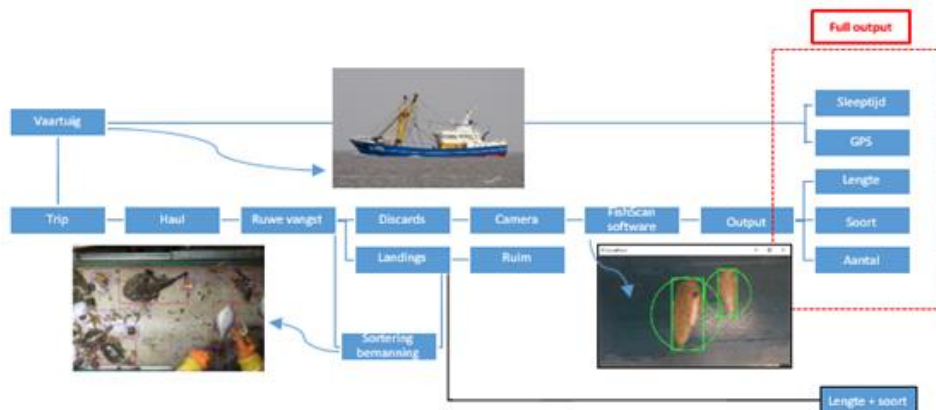 Full output
Vaartuig
Sleeptijd
GPS
Trip
Haul
Ruwe vangst
Discards
Camera
FishScan
software
Output
Lengte
Soort
Aantal
Landings
Ruim
Sortering
bemanning
Lengte + soort